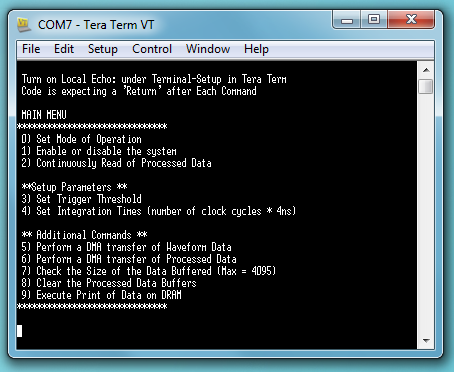 COM7 - Tera Term VT
File Edit Setup Control Window Help
Turn on Local Echo: under Terminal-Setup in Tera Term
Code is expecting a 'Return' after Each Command
MAIN MENU
******************************
0) Set Mode of Operation
1) Enable or disable the system
2) Continuously Read of Processed Data
**Setup Parameters **
3) Set Trigger Threshold
4) Set Integration Times (number of clock cycles * 4ns)
** Additional Commands **
5) Perform a DMA transfer of Waveform Data
6) Perform a DMA transfer of Processed Data
7) Check the Size of the Data Buffered (Max = 4095)
8) Clear the Processed Data Buffers
9) Execute Print of Data on DRAM
******************************